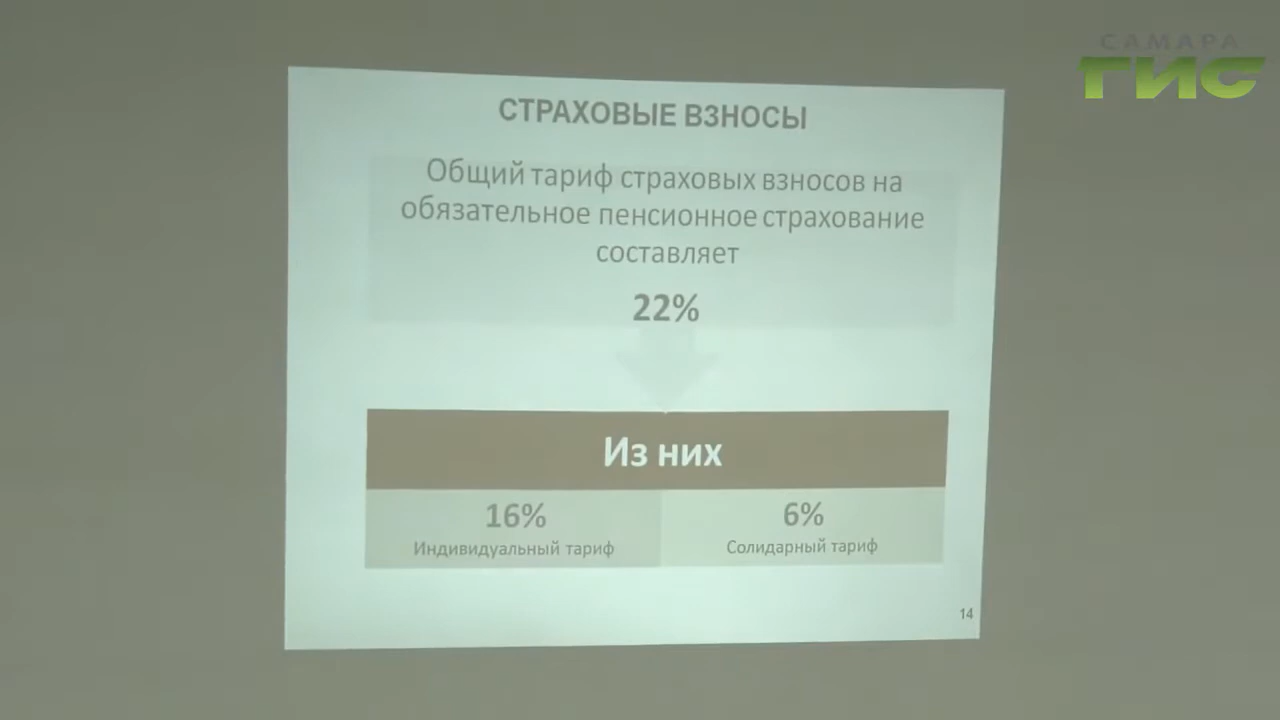 САМАРА
ГИС
СТРАХОВЫЕ ВЗНОСЫ
Общий тариф страховых взносов на
обязательное пенсионное страхование
составляет
22%
Из них
16%
Индивидуальный тариф
6%
Солидарный тариф
14